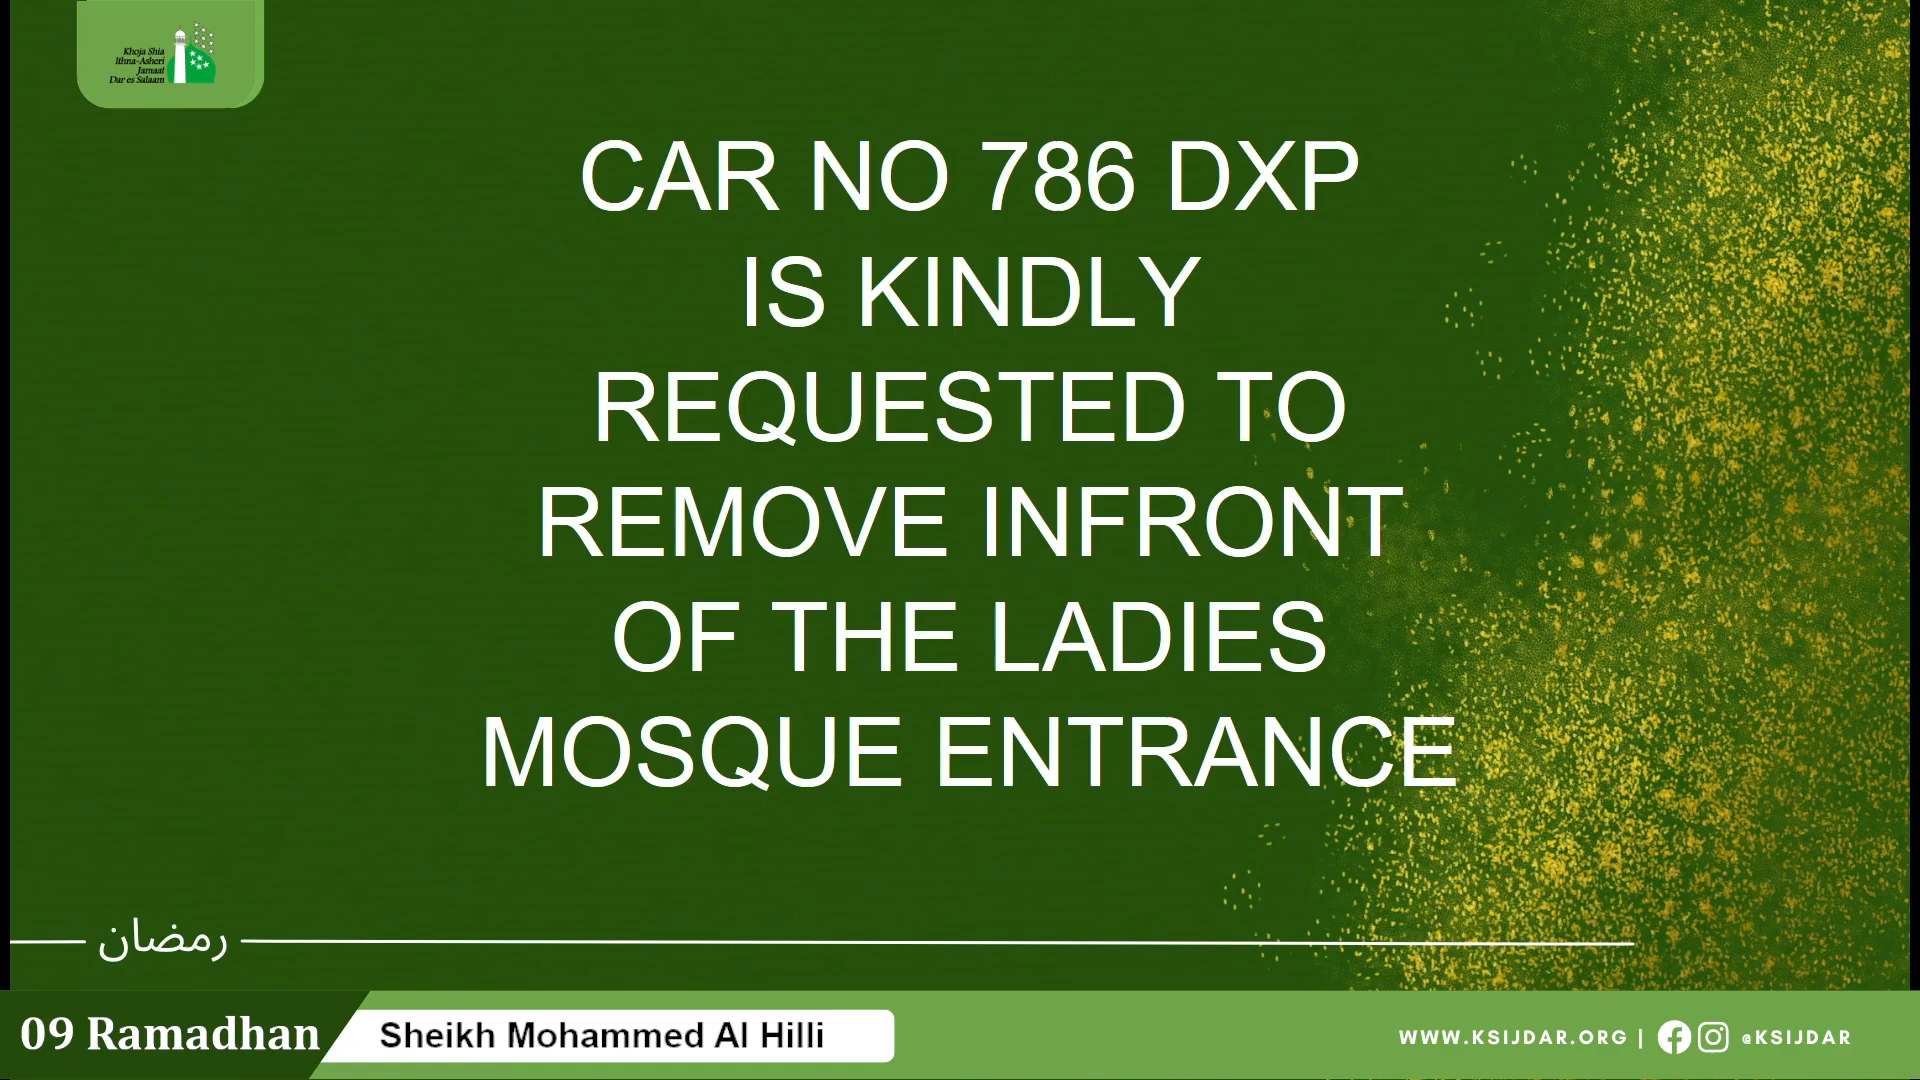 Khoja Shia
Ithna-Asheri
Jamaat
Dar es Salaam
CAR NO 786 DXP
IS KINDLY
REQUESTED TO
REMOVE INFRONT
OF THE LADIES
MOSQUE ENTRANCE
رمضان
09 Ramadhan
Sheikh Mohammed Al Hilli
WWW.KSIJDAR.ORG |
@KSIJDAR